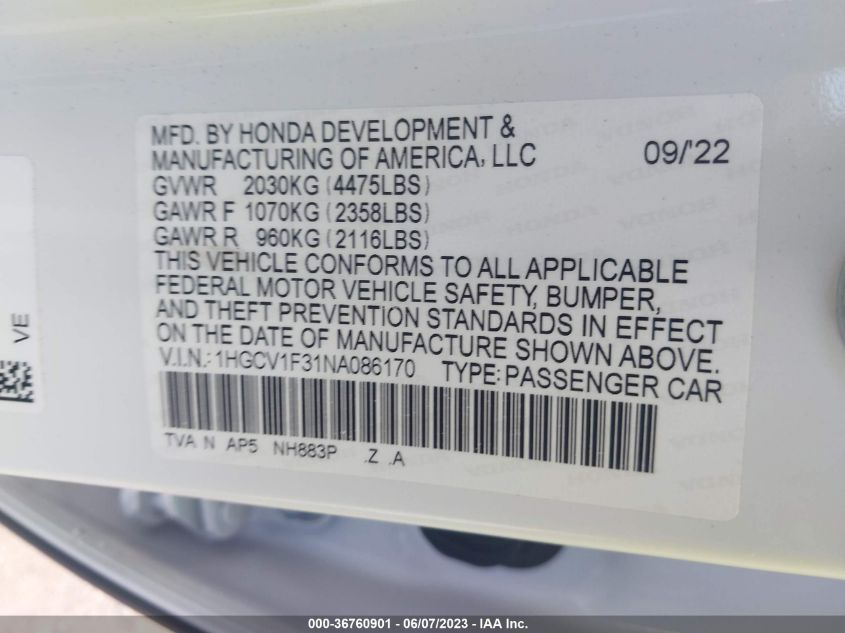 MFD. BY HONDA DEVELOPMENT &
MANUFACTURING OF AMERICA, LLC 09/'22
GVWR 2030KG (4475LBS)
GAWR F 1070KG (2358LBS)
GAWR R 960KG (2116LBS)
THIS VEHICLE CONFORMS TO ALL APPLICABLE
FEDERAL MOTOR VEHICLE SAFETY, BUMPER,
AND THEFT PREVENTION STANDARDS IN EFFECT
ON THE DATE OF MANUFACTURE SHOWN ABOVE.
V.I.N.: 1HGCV1F31NA086170 TYPE: PASSENGER CAR
TVA N AP5 NH883P .Z .A
VE
000-36760901 - 06/07/2023 - IAA Inc.